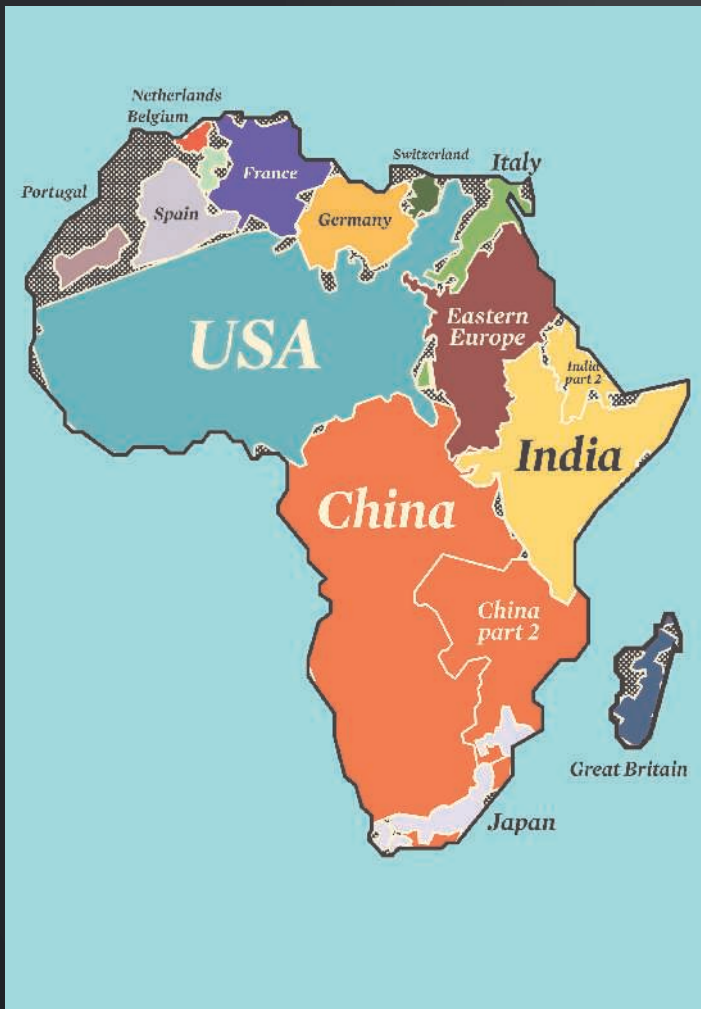 Netherlands
Belgium
Portugal
Spain
France
Germany
Switzerland
Italy
USA
Eastern
Europe
India
part 2
India
China
China
part 2
Great Britain
Japan